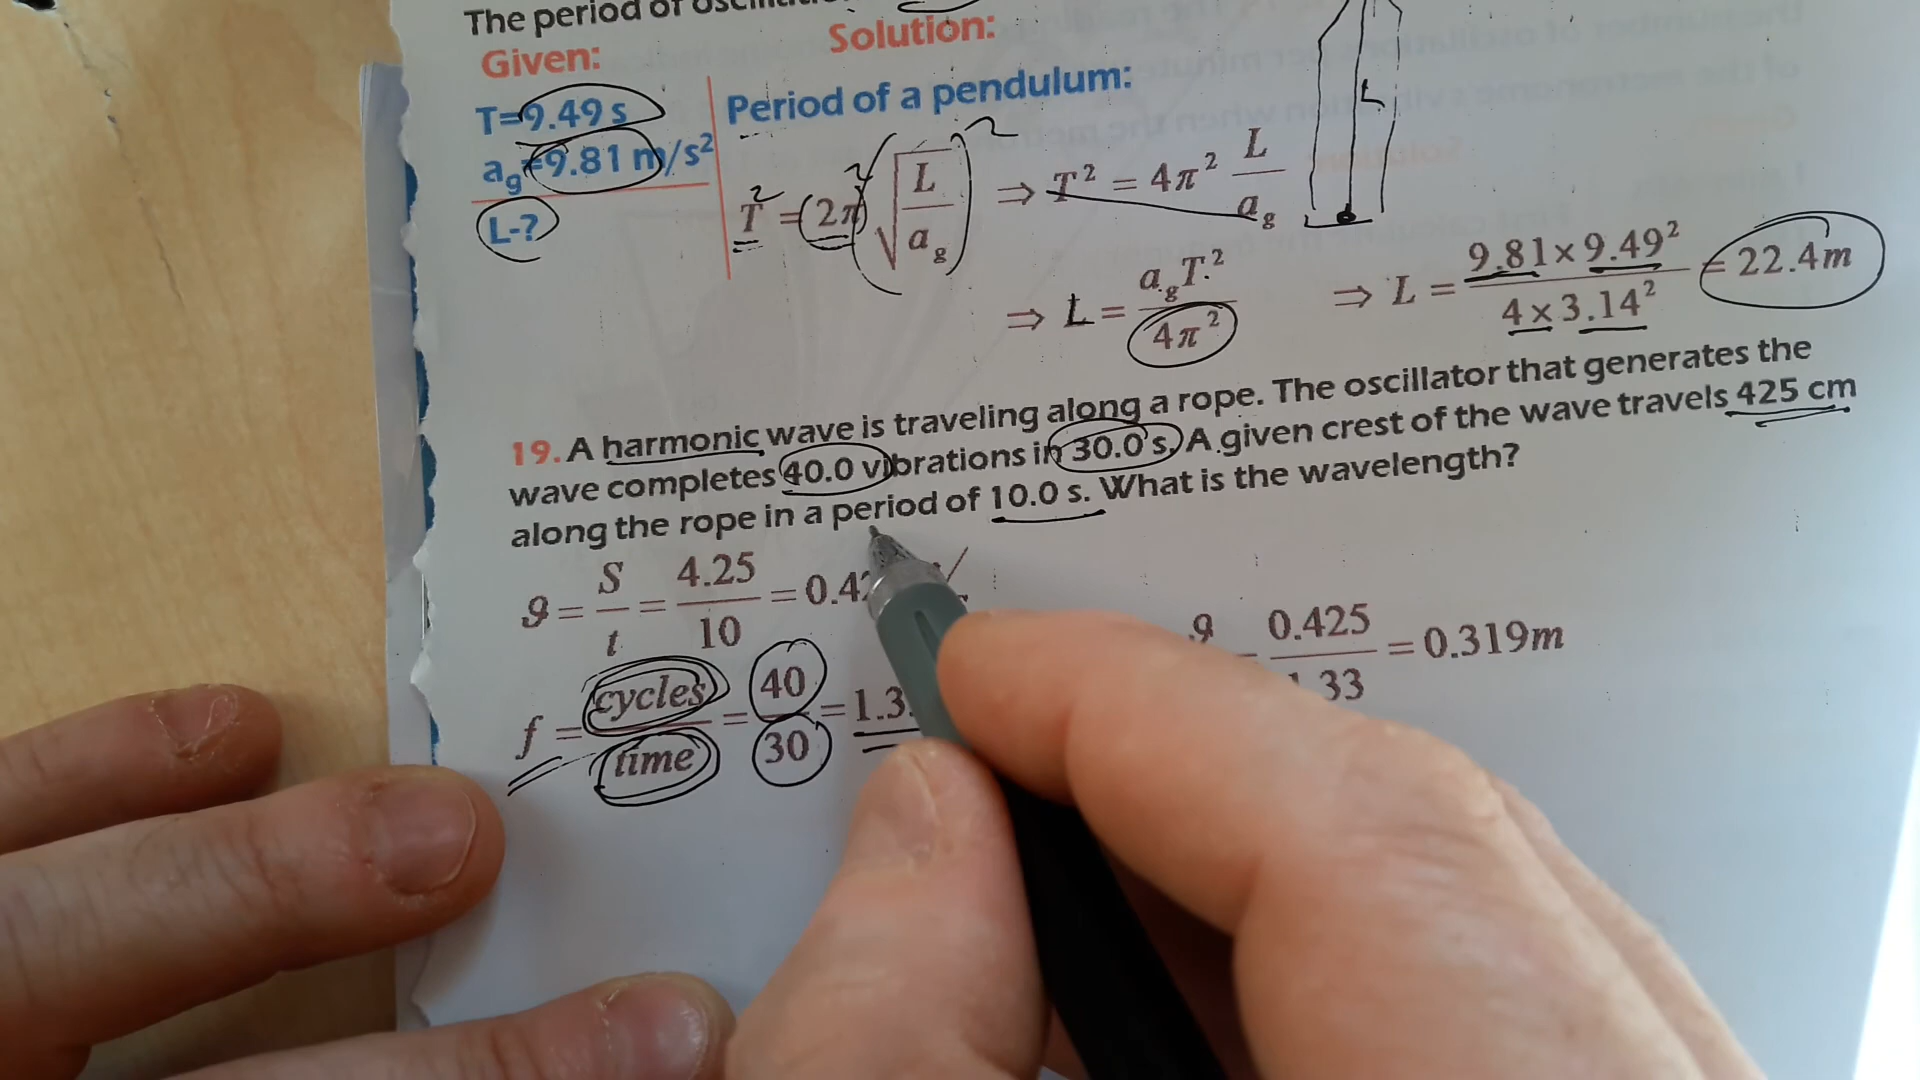 The period of
Given:
Solution:
T=9.49 s
Period of a pendulum:
a_g=9.81 m/s²
L-?
T² = (2π)² (√(L/a_g))² ⇒ T² = 4π² L/a_g
L
⇒ L = a_g T²/4π² ⇒ L = 9.81×9.49²/4×3.14² = 22.4m
19. A harmonic wave is traveling along a rope. The oscillator that generates the
wave completes 40.0 vibrations in 30.0 s. A given crest of the wave travels 425 cm
along the rope in a period of 10.0 s. What is the wavelength?
ϑ = S/t = 4.25/10 = 0.42
ϑ 0.425/1.33 = 0.319m
f = cycles/time = 40/30 = 1.3